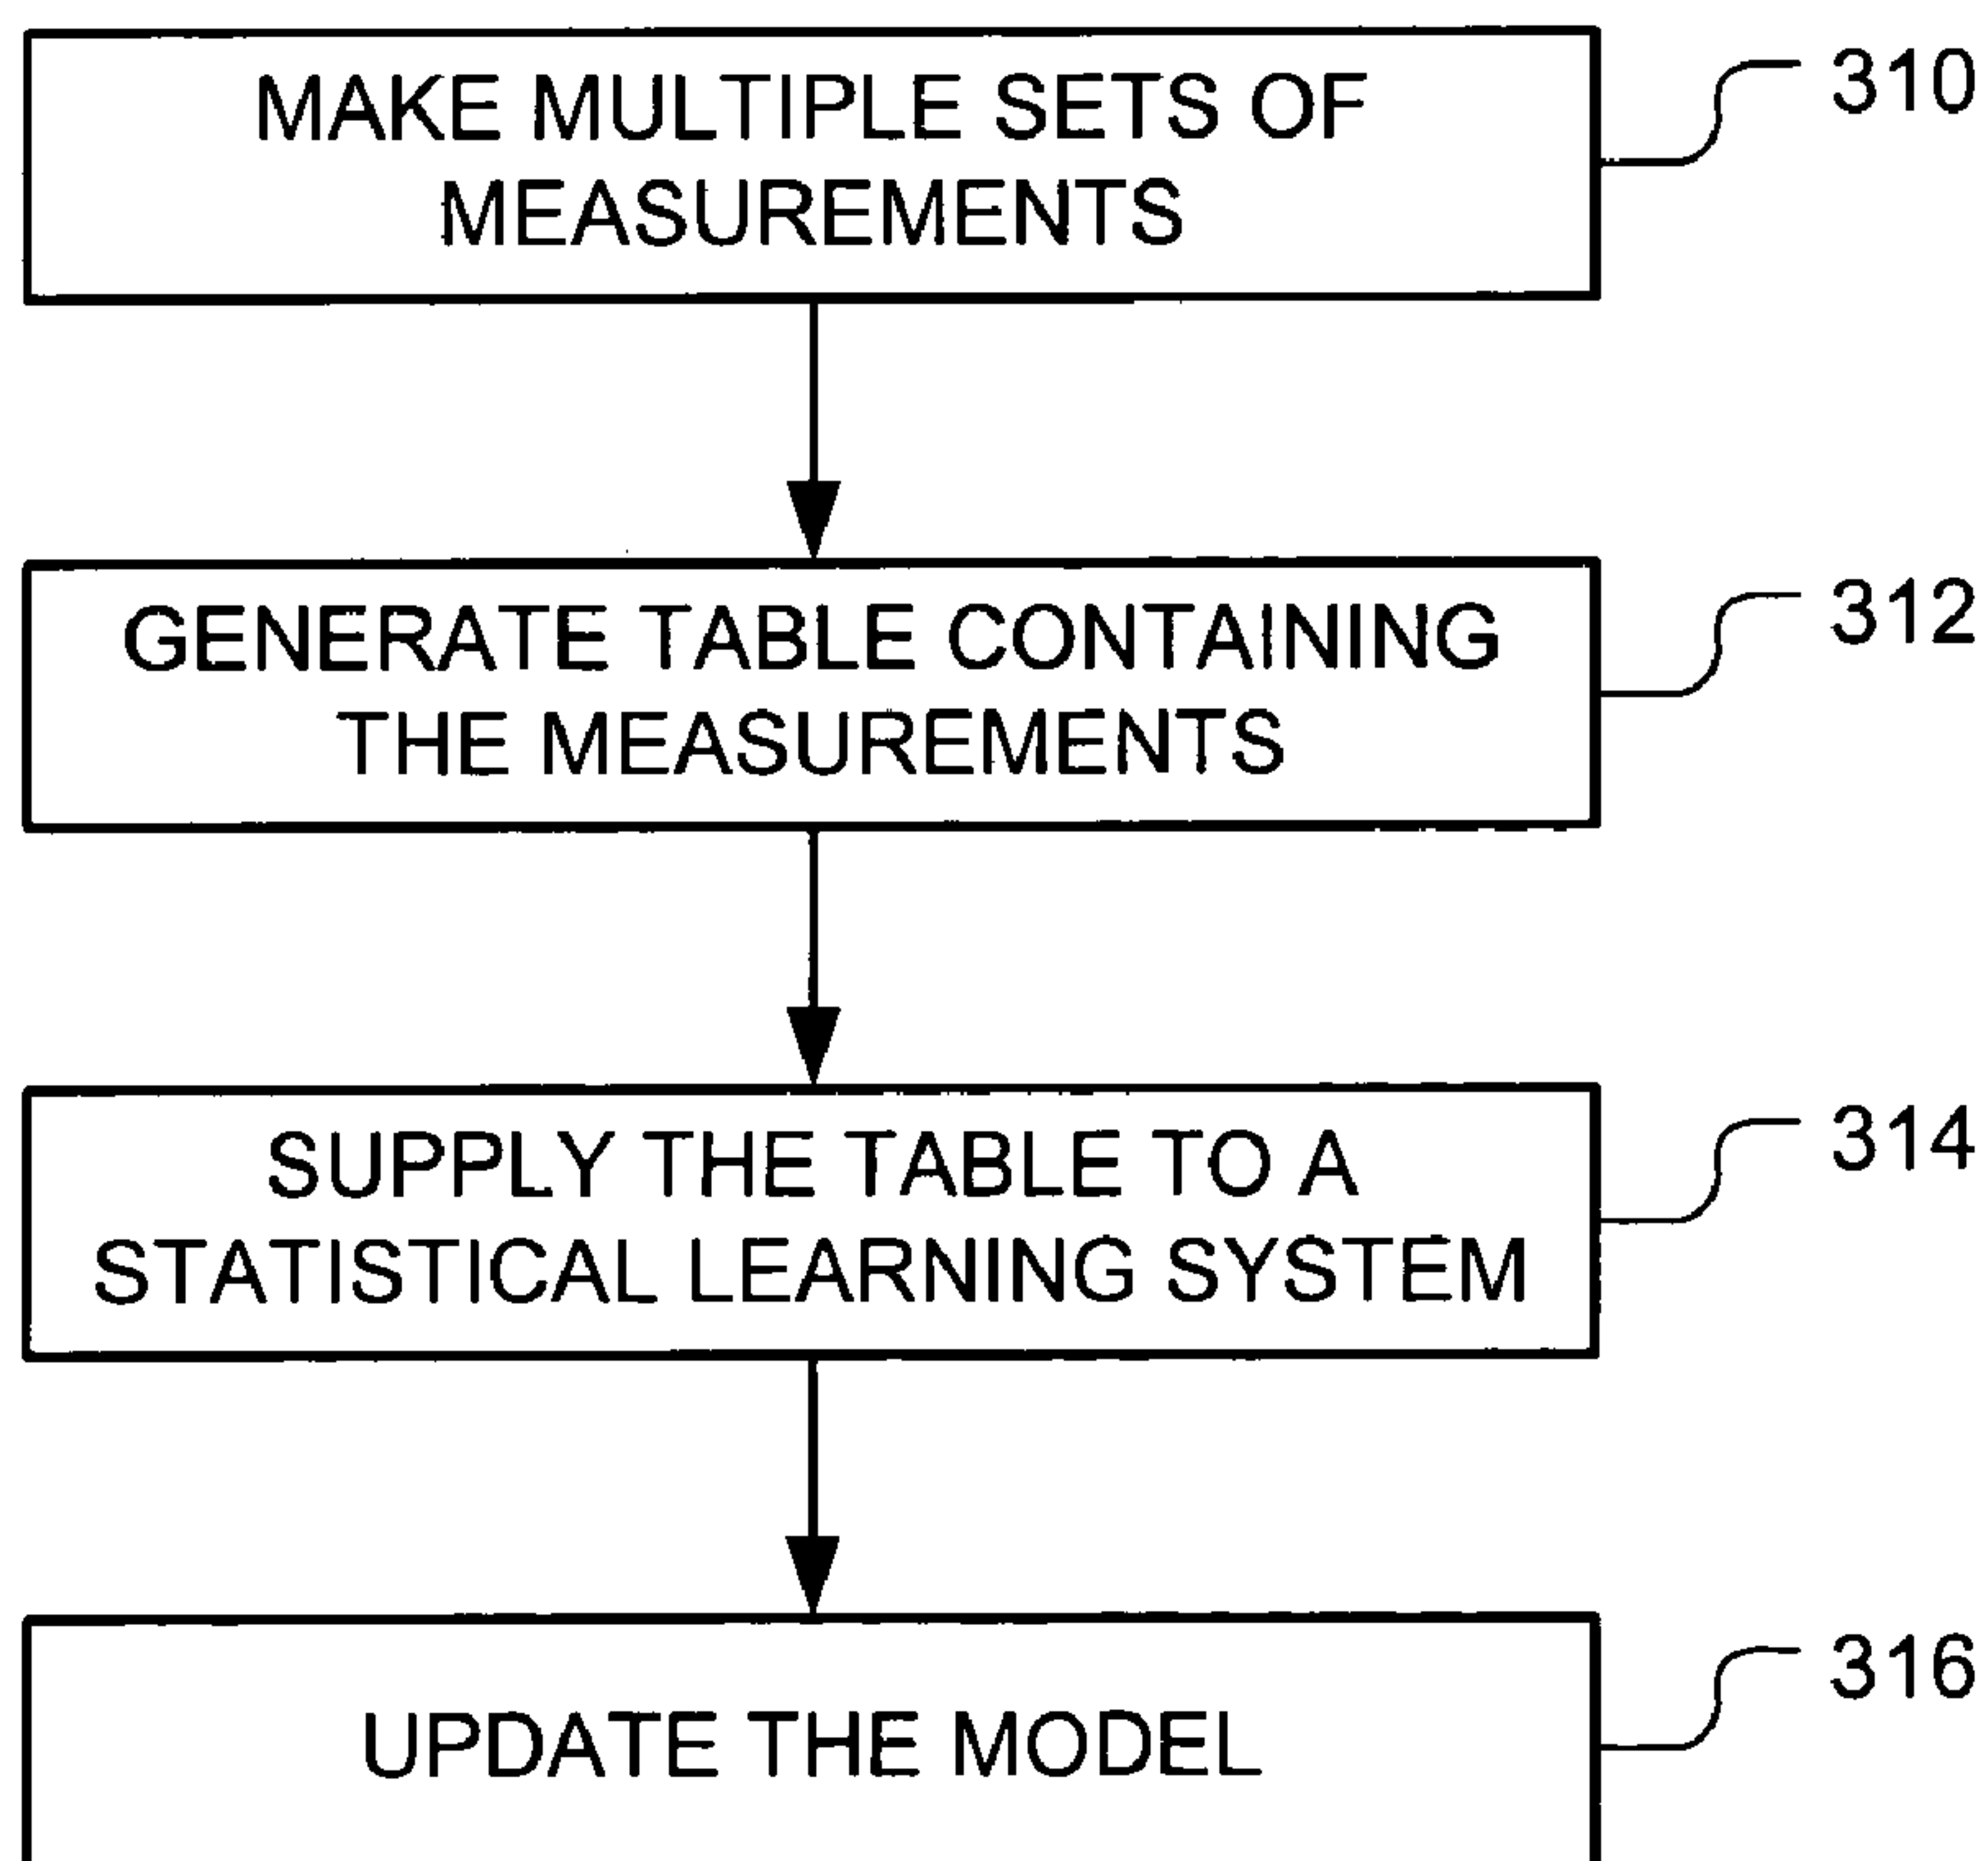 MAKE MULTIPLE SETS OF
MEASUREMENTS
310
GENERATE TABLE CONTAINING
THE MEASUREMENTS
312
SUPPLY THE TABLE TO A
STATISTICAL LEARNING SYSTEM
314
UPDATE THE MODEL
316